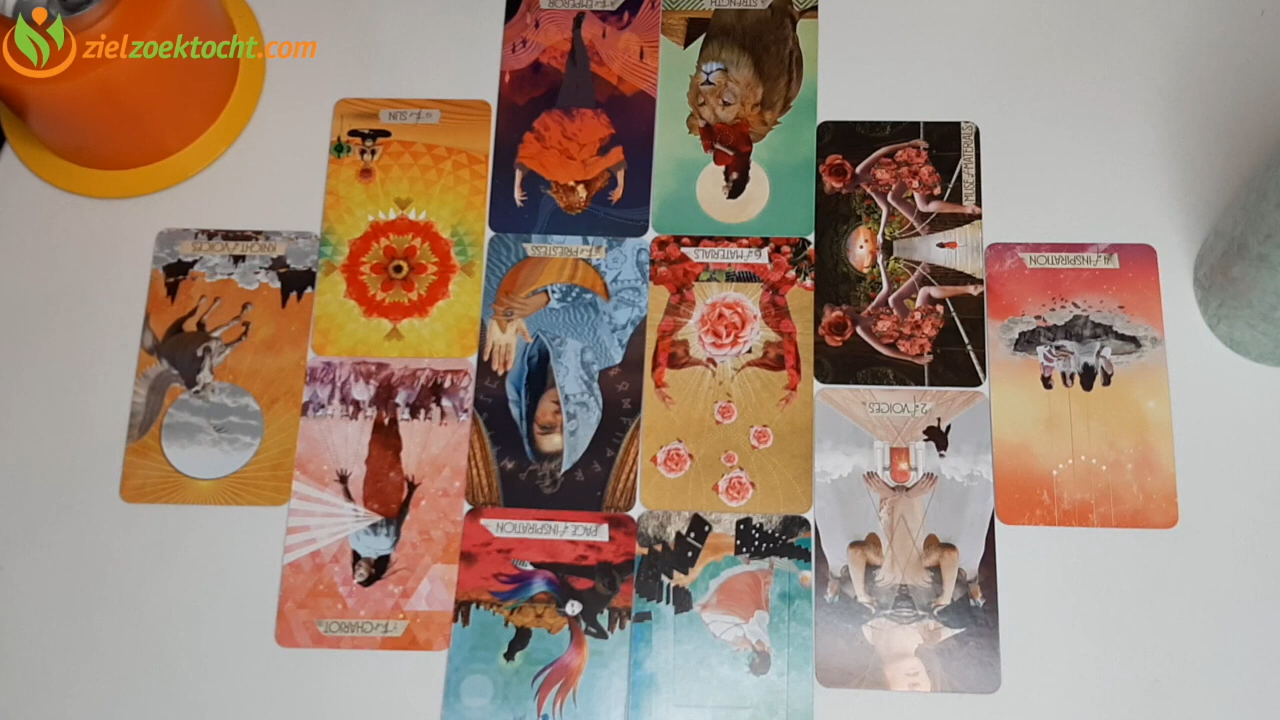 zielzoektocht.com
The EMPEROR
STRENGTH
The SUN
MUSE of MATERIALS
KNIGHT of VOICES
The PRIESTESS
6 of MATERIALS
4 of INSPIRATION
2 of VOICES
PAGE of INSPIRATION
The CHARIOT